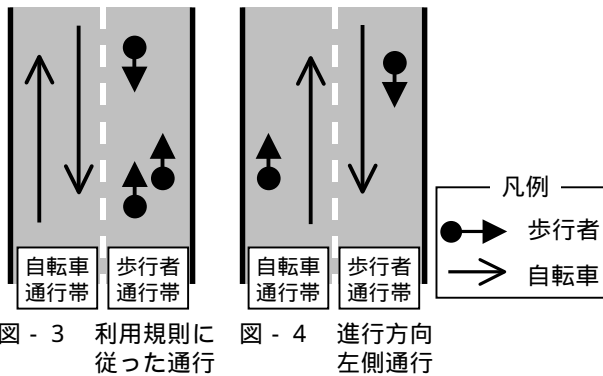 自転車
通行帯
歩行者
通行帯
自転車
通行帯
歩行者
通行帯
凡例
歩行者
自転車
図 - 3 利用規則に
従った通行
図 - 4 進行方向
左側通行